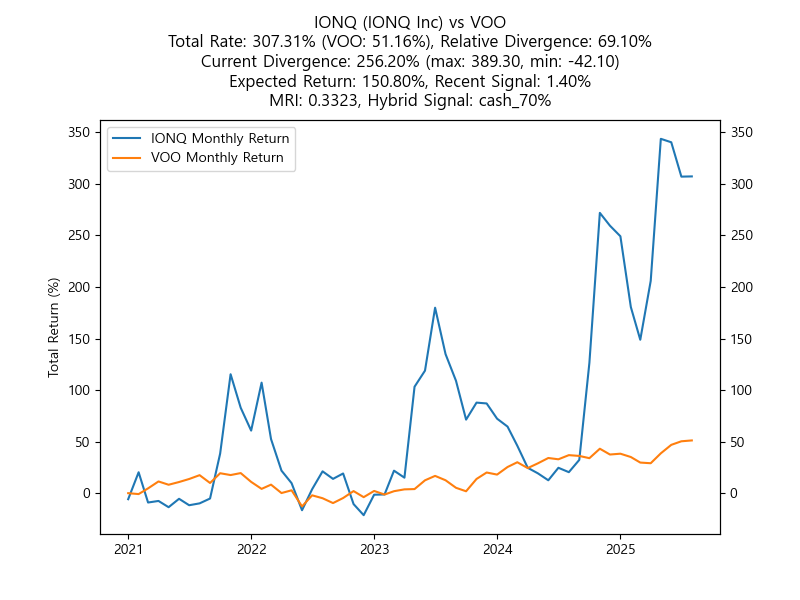 IONQ (IONQ Inc) vs VOO
Total Rate: 307.31% (VOO: 51.16%), Relative Divergence: 69.10%
Current Divergence: 256.20% (max: 389.30, min: -42.10)
Expected Return: 150.80%, Recent Signal: 1.40%
MRI: 0.3323, Hybrid Signal: cash_70%
IONQ Monthly Return
VOO Monthly Return
Total Return (%)
350
300
250
200
150
100
50
0
350
300
250
200
150
100
50
0
2021 2022 2023 2024 2025